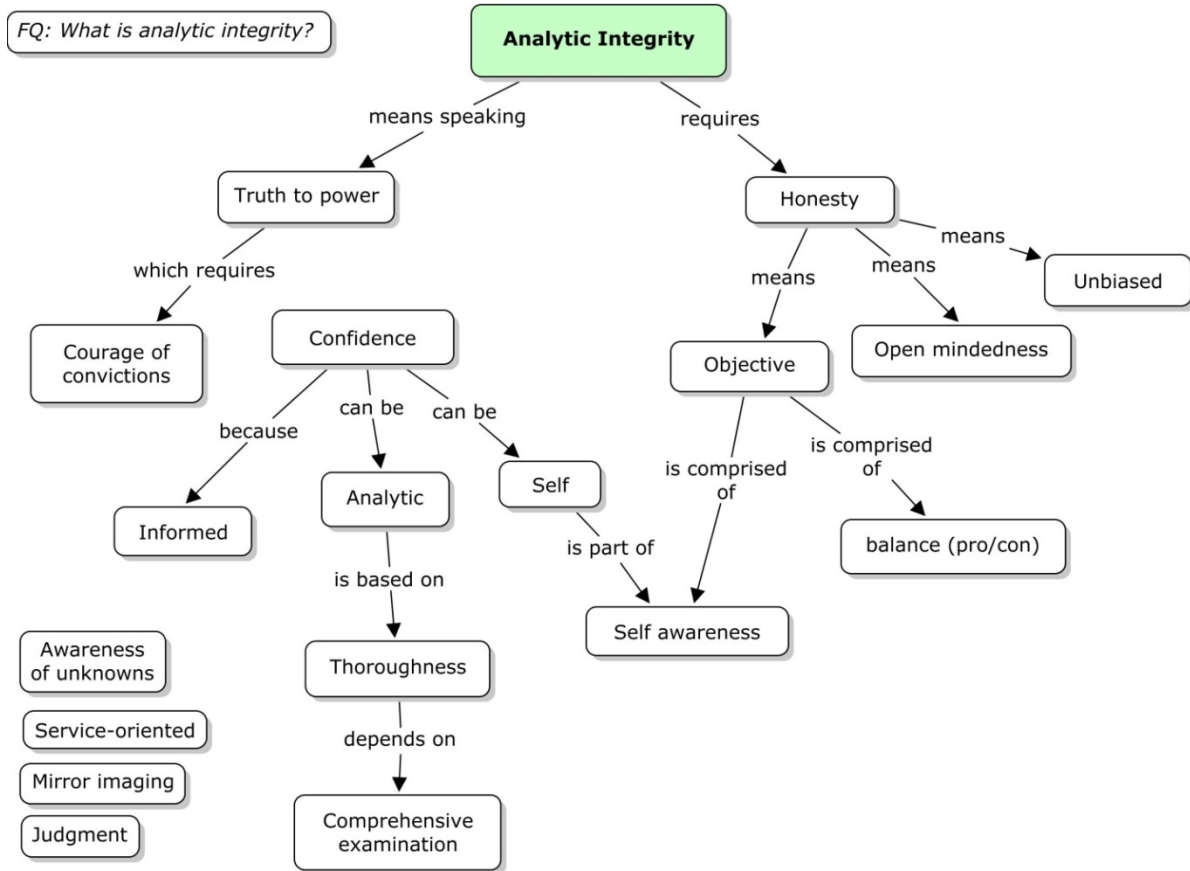 FQ: What is analytic integrity?
Analytic Integrity
means speaking
requires
Truth to power
Honesty
which requires
means
means
means
Unbiased
Courage of
convictions
Confidence
Objective
Open mindedness
because
can be
can be
is comprised
of
is comprised
of
Informed
Analytic
Self
balance (pro/con)
is based on
is part of
Self awareness
Awareness
of unknowns
Thoroughness
Service-oriented
depends on
Mirror imaging
Judgment
Comprehensive
examination